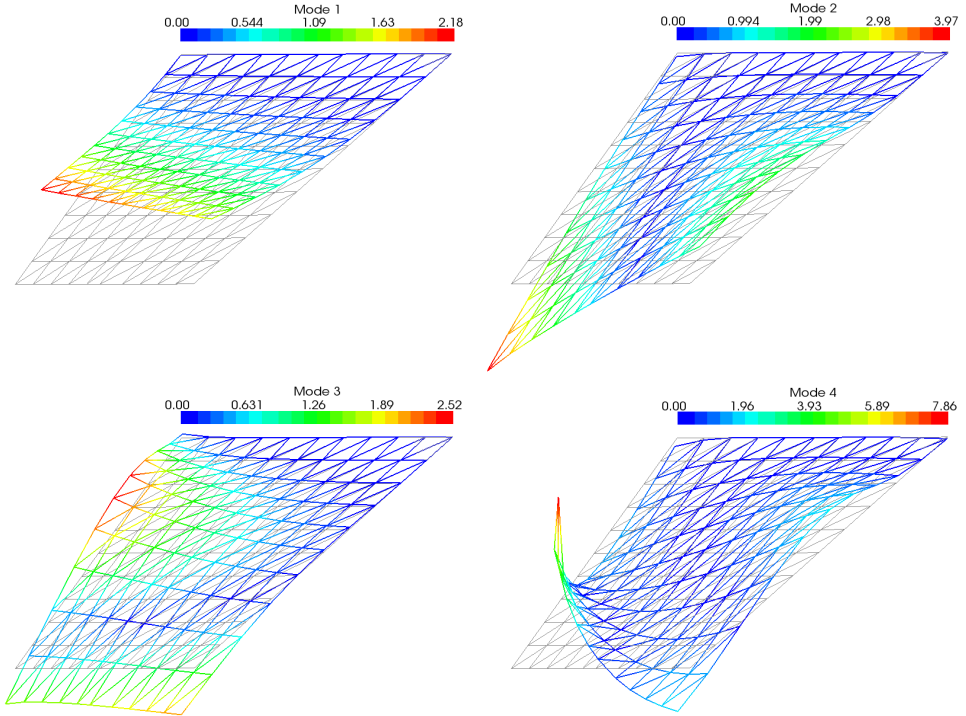 Mode 1
0.00 0.544 1.09 1.63 2.18
Mode 2
0.00 0.994 1.99 2.98 3.97
Mode 3
0.00 0.631 1.26 1.89 2.52
Mode 4
0.00 1.96 3.93 5.89 7.86